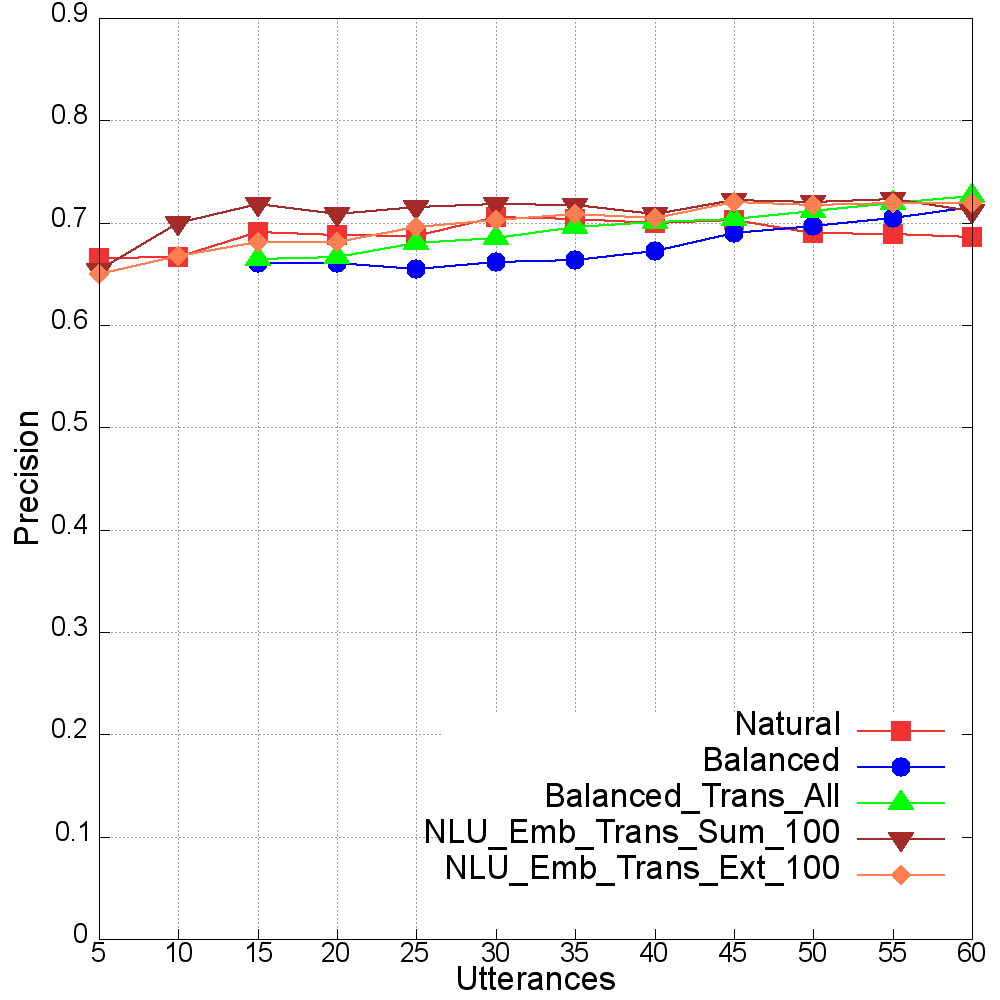 0.9
0.8
0.7
0.6
0.5
0.4
0.3
0.2
0.1
0
Precision
Natural
Balanced
Balanced_Trans_All
NLU_Emb_Trans_Sum_100
NLU_Emb_Trans_Ext_100
5 10 15 20 25 30 35 40 45 50 55 60
Utterances